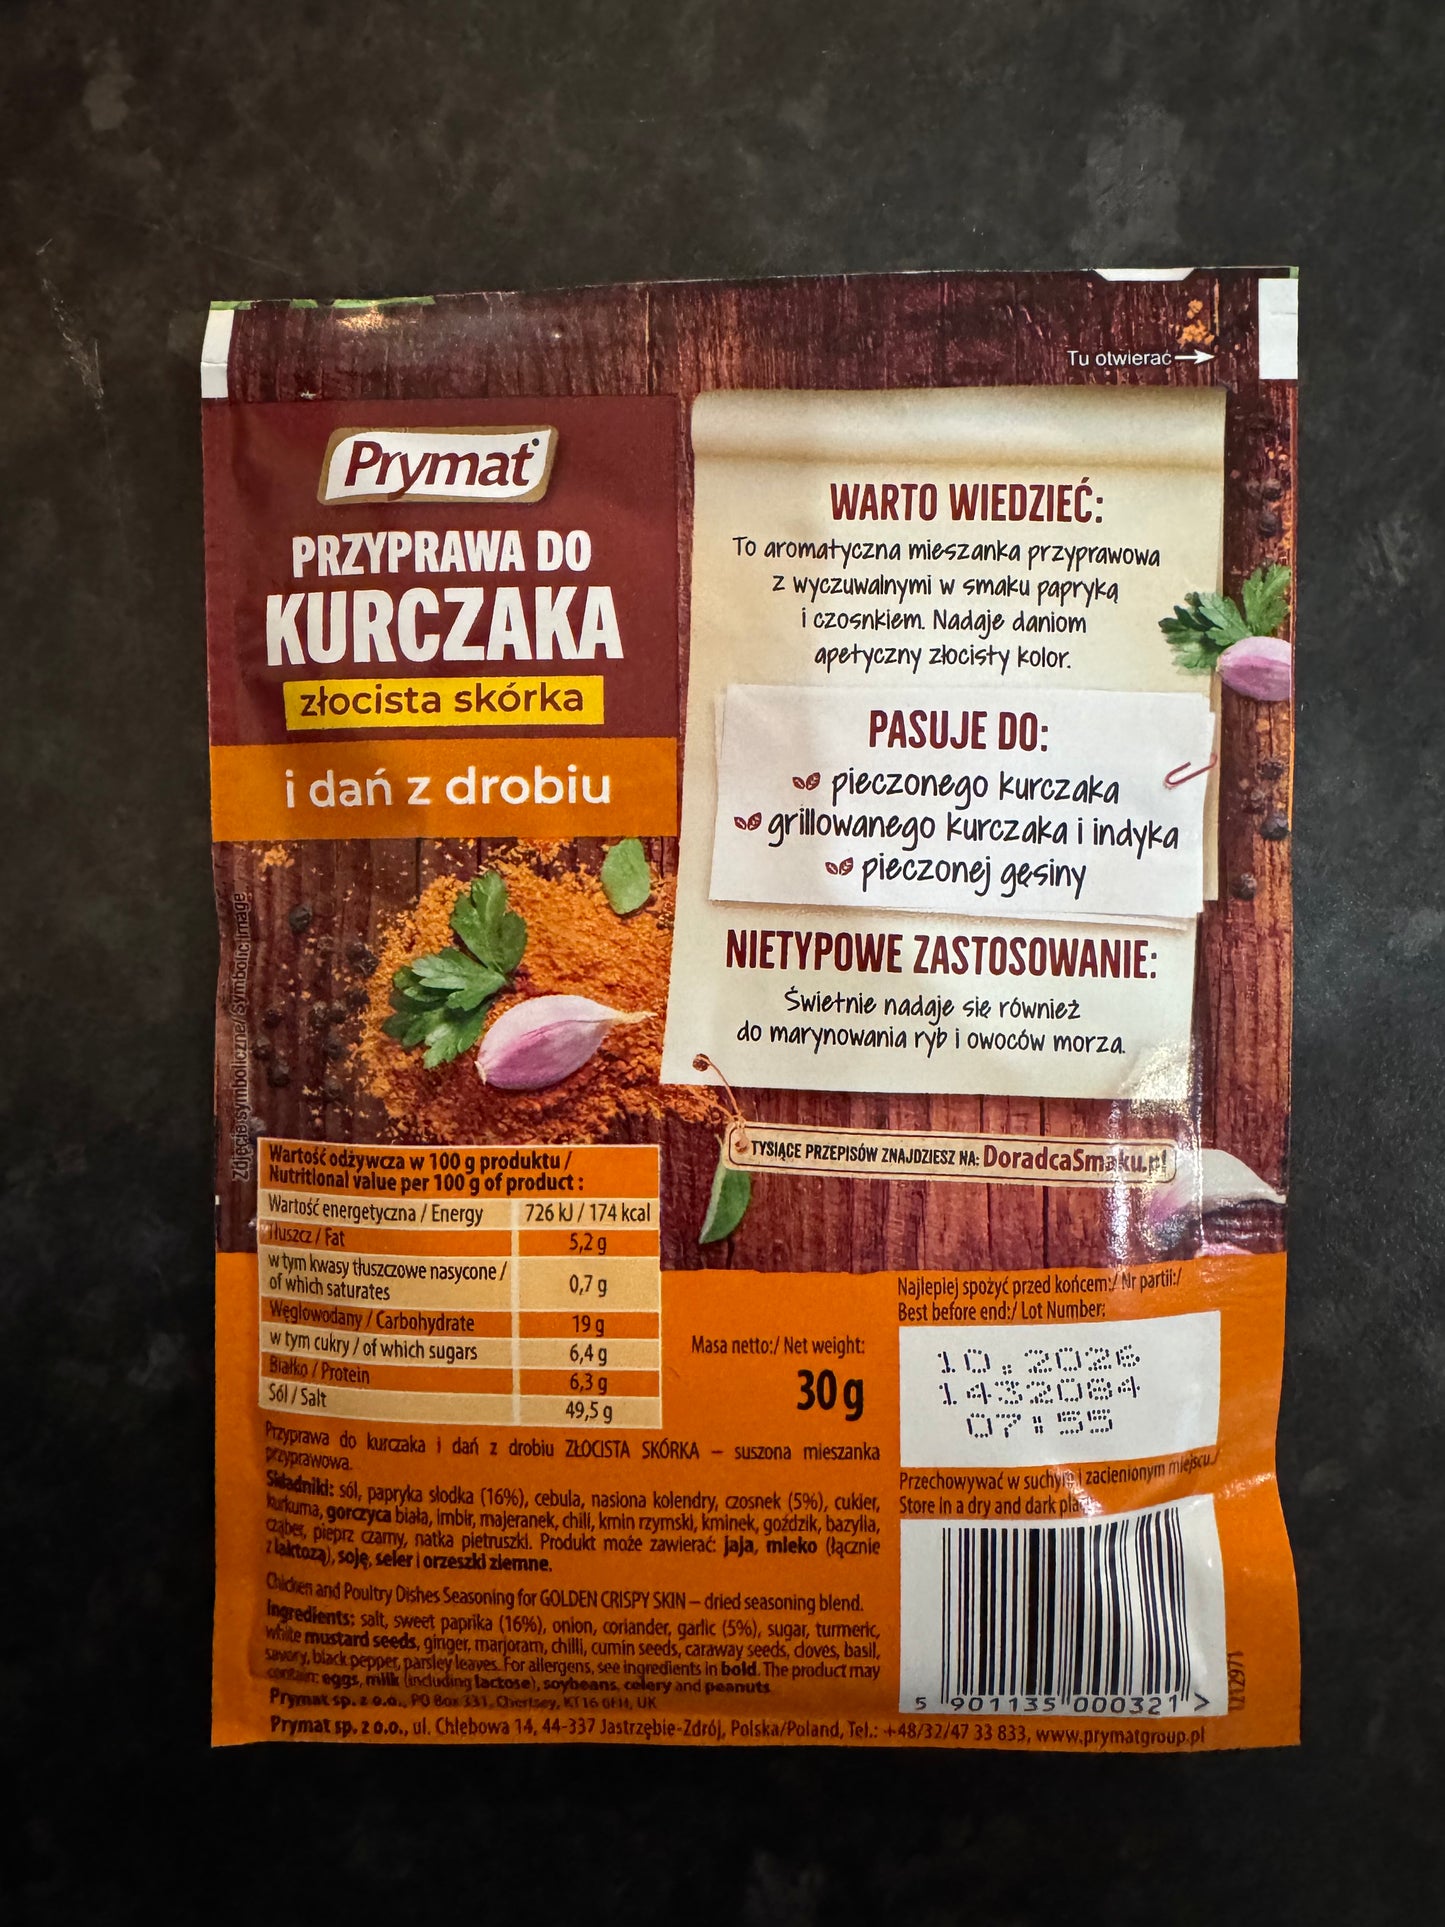 Tu otwierać
Prymat
PRZYPRAWA DO
KURCZAKA
złocista skórka
i dań z drobiu
WARTO WIEDZIEĆ:
To aromatyczna mieszanka przyprawowa
z wyczuwalnymi w smaku papryką
i czosnkiem. Nadaje daniom
apetyczny złocisty kolor.
PASUJE DO:
pieczonego kurczaka
grillowanego kurczaka i indyka
pieczonej gęsiny
NIETYPOWE ZASTOSOWANIE:
Świetnie nadaje się również
do marynowania ryb i owoców morza.
TYSIĄCE PRZEPISÓW ZNAJDZIESZ NA: DoradcaSmaku.pl
Zdjęcie symboliczne/ Symbolic image
Wartość odżywcza w 100 g produktu /
Nutritional value per 100 g of product :
Wartość energetyczna / Energy 726 kJ / 174 kcal
Tłuszcz / Fat 5,2 g
w tym kwasy tłuszczowe nasycone /
of which saturates 0,7 g
Węglowodany / Carbohydrate 19 g
w tym cukry / of which sugars 6,4 g
Białko / Protein 6,3 g
Sól / Salt 49,5 g
Masa netto:/ Net weight:
30 g
Najlepiej spożyć przed końcem:/ Nr partii:/
Best before end:/ Lot Number:
10.2026
1432084
07:55
Przechowywać w suchym i zacienionym miejscu./
Store in a dry and dark place
Przyprawa do kurczaka i dań z drobiu ZŁOCISTA SKÓRKA – suszona mieszanka
przyprawowa.
Składniki: sól, papryka słodka (16%), cebula, nasiona kolendry, czosnek (5%), cukier,
kurkuma, gorczyca biała, imbir, majeranek, chili, kmin rzymski, kminek, goździk, bazylia,
cząber, pieprz czarny, natka pietruszki. Produkt może zawierać: jaja, mleko (łącznie
z laktozą), soję, seler i orzeszki ziemne.
Chicken and Poultry Dishes Seasoning for GOLDEN CRISPY SKIN – dried seasoning blend.
Ingredients: salt, sweet paprika (16%), onion, coriander, garlic (5%), sugar, turmeric,
white mustard seeds, ginger, marjoram, chilli, cumin seeds, caraway seeds, cloves, basil,
savory, black pepper, parsley leaves. For allergens, see ingredients in bold. The product may
contain: eggs, milk (including lactose), soybeans, celery and peanuts.
Prymat sp. z o.o., PO Box 331, Chertsey, KT16 6FH, UK
Prymat sp. z o.o., ul. Chlebowa 14, 44-337 Jastrzębie-Zdrój, Polska/Poland, Tel.: +48/32/47 33 833, www.prymatgroup.pl
5 901135 000321 >
1212971